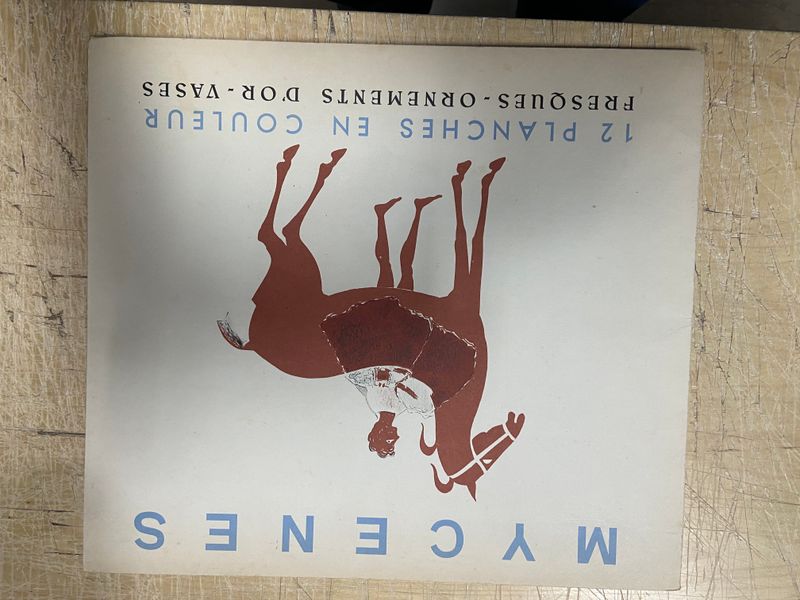 MYCENES
12 PLANCHES EN COULEUR
FRESQUES - ORNEMENTS D'OR - VASES